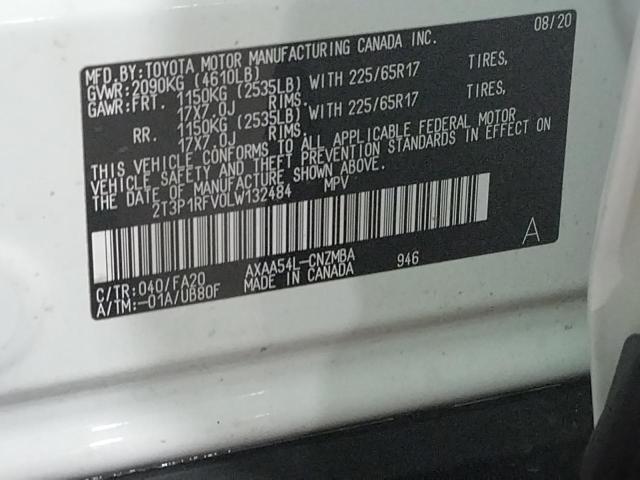 MFD.BY:TOYOTA MOTOR MANUFACTURING CANADA INC. 08/20
GVWR:2090KG (4610LB)
GAWR:FRT. 1150KG (2535LB) WITH 225/65R17 TIRES,
17X7.0J RIMS.
RR. 1150KG (2535LB) WITH 225/65R17 TIRES,
17X7.0J RIMS.
THIS VEHICLE CONFORMS TO ALL APPLICABLE FEDERAL MOTOR
VEHICLE SAFETY AND THEFT PREVENTION STANDARDS IN EFFECT ON
THE DATE OF MANUFACTURE SHOWN ABOVE.
2T3P1RFV0LW132484 MPV
A
C/TR:040/FA20 AXAA54L-CNZMBA 946
A/TM:-01A/UB80F MADE IN CANADA